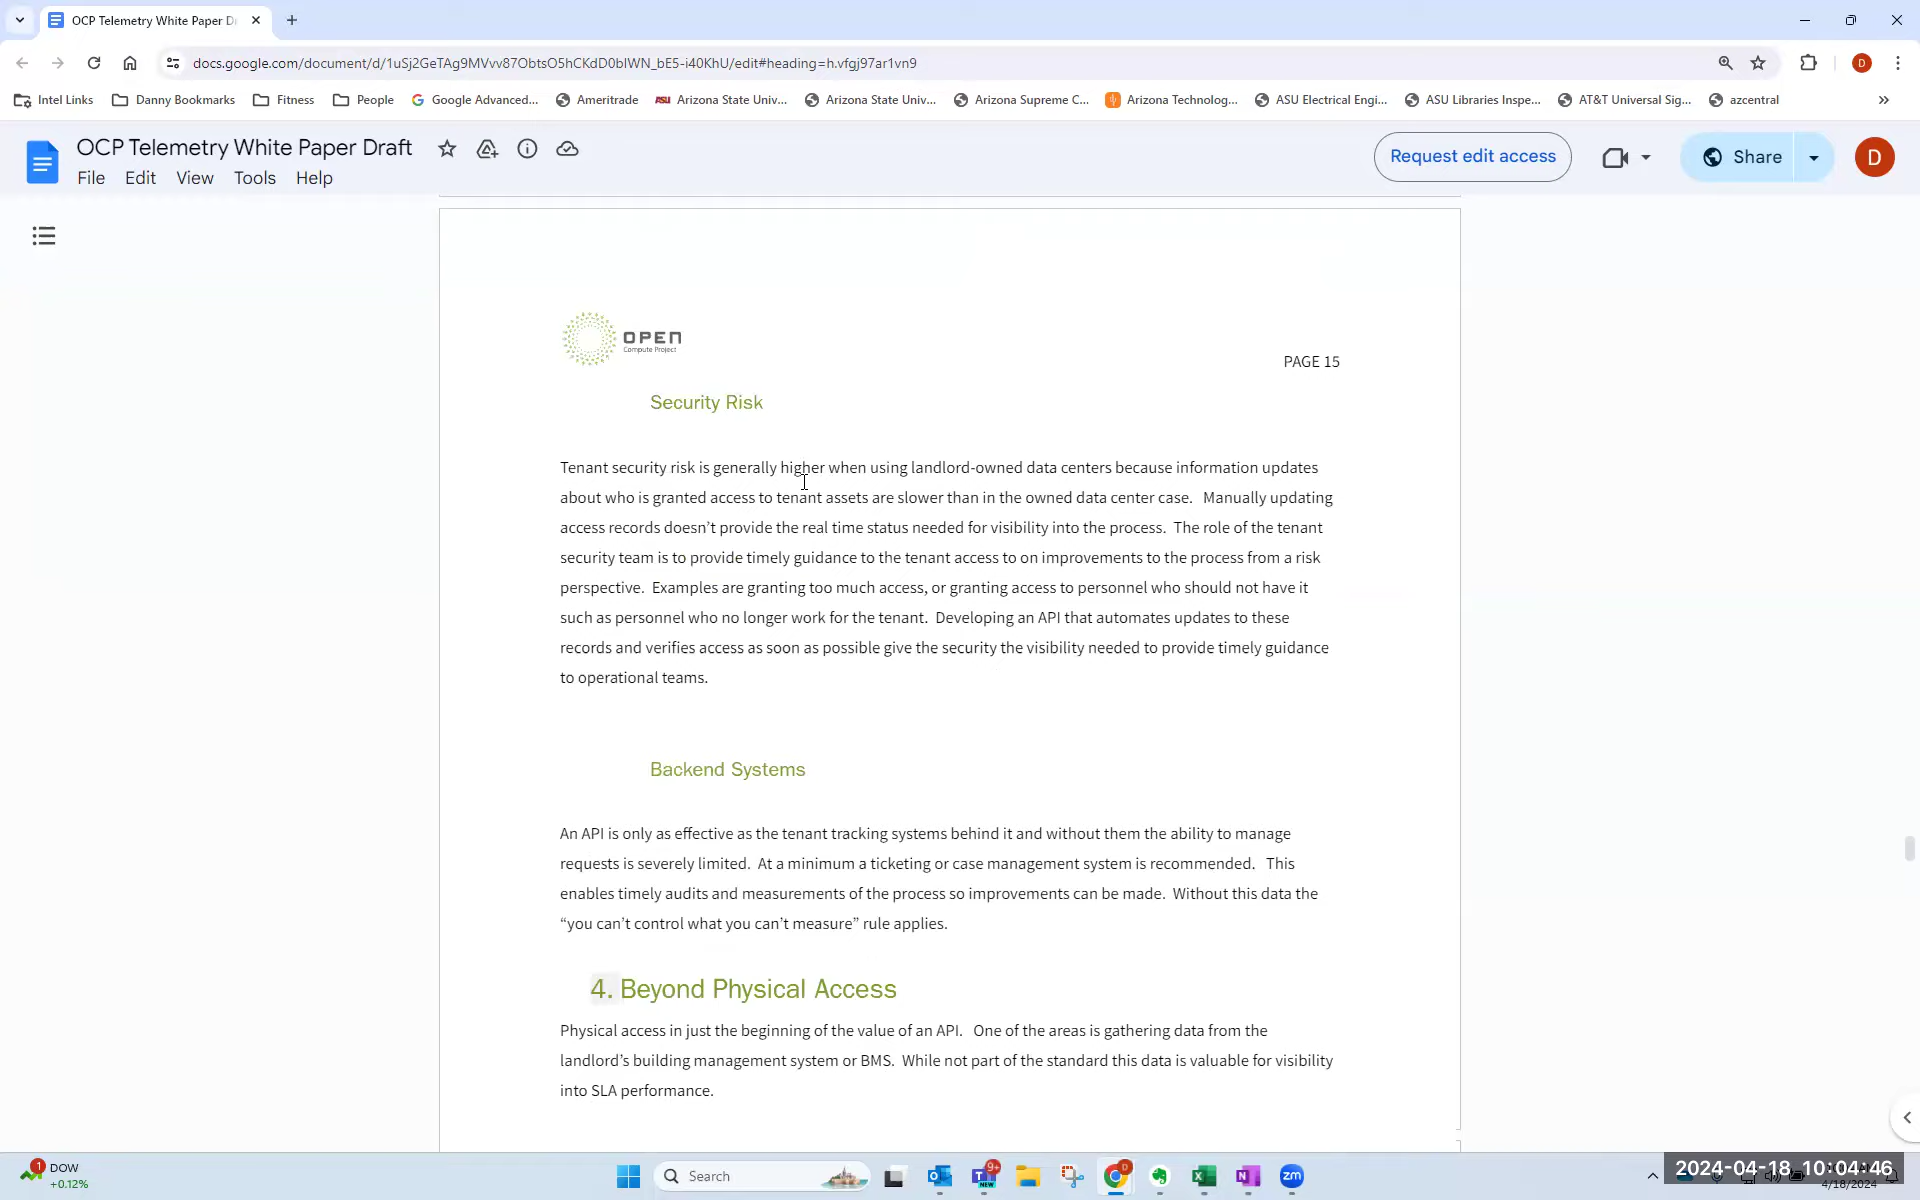 OCP Telemetry White Paper D
docs.google.com/document/d/1uSj2GeTAg9MVvv87ObtsO5hCKdD0blWN_bE5-i40KhU/edit#heading=h.vfgj97ar1vn9
D
Intel Links
Danny Bookmarks
Fitness
People
Google Advanced...
Ameritrade
ASU
Arizona State Univ...
Arizona State Univ...
Arizona Supreme C...
Arizona Technolog...
ASU Electrical Engi...
ASU Libraries Inspe...
AT&T Universal Sig...
azcentral
OCP Telemetry White Paper Draft
File Edit View Tools Help
Request edit access
Share
D
OPEN
Compute Project
PAGE 15
Security Risk
Tenant security risk is generally higher when using landlord-owned data centers because information updates
about who is granted access to tenant assets are slower than in the owned data center case. Manually updating
access records doesn’t provide the real time status needed for visibility into the process. The role of the tenant
security team is to provide timely guidance to the tenant access to on improvements to the process from a risk
perspective. Examples are granting too much access, or granting access to personnel who should not have it
such as personnel who no longer work for the tenant. Developing an API that automates updates to these
records and verifies access as soon as possible give the security the visibility needed to provide timely guidance
to operational teams.
Backend Systems
An API is only as effective as the tenant tracking systems behind it and without them the ability to manage
requests is severely limited. At a minimum a ticketing or case management system is recommended. This
enables timely audits and measurements of the process so improvements can be made. Without this data the
“you can’t control what you can’t measure” rule applies.
4. Beyond Physical Access
Physical access in just the beginning of the value of an API. One of the areas is gathering data from the
landlord’s building management system or BMS. While not part of the standard this data is valuable for visibility
into SLA performance.
1
DOW
+0.12%
Search
9+
NEW
D
zm
2024-04-18 10:04:46
4/18/2024